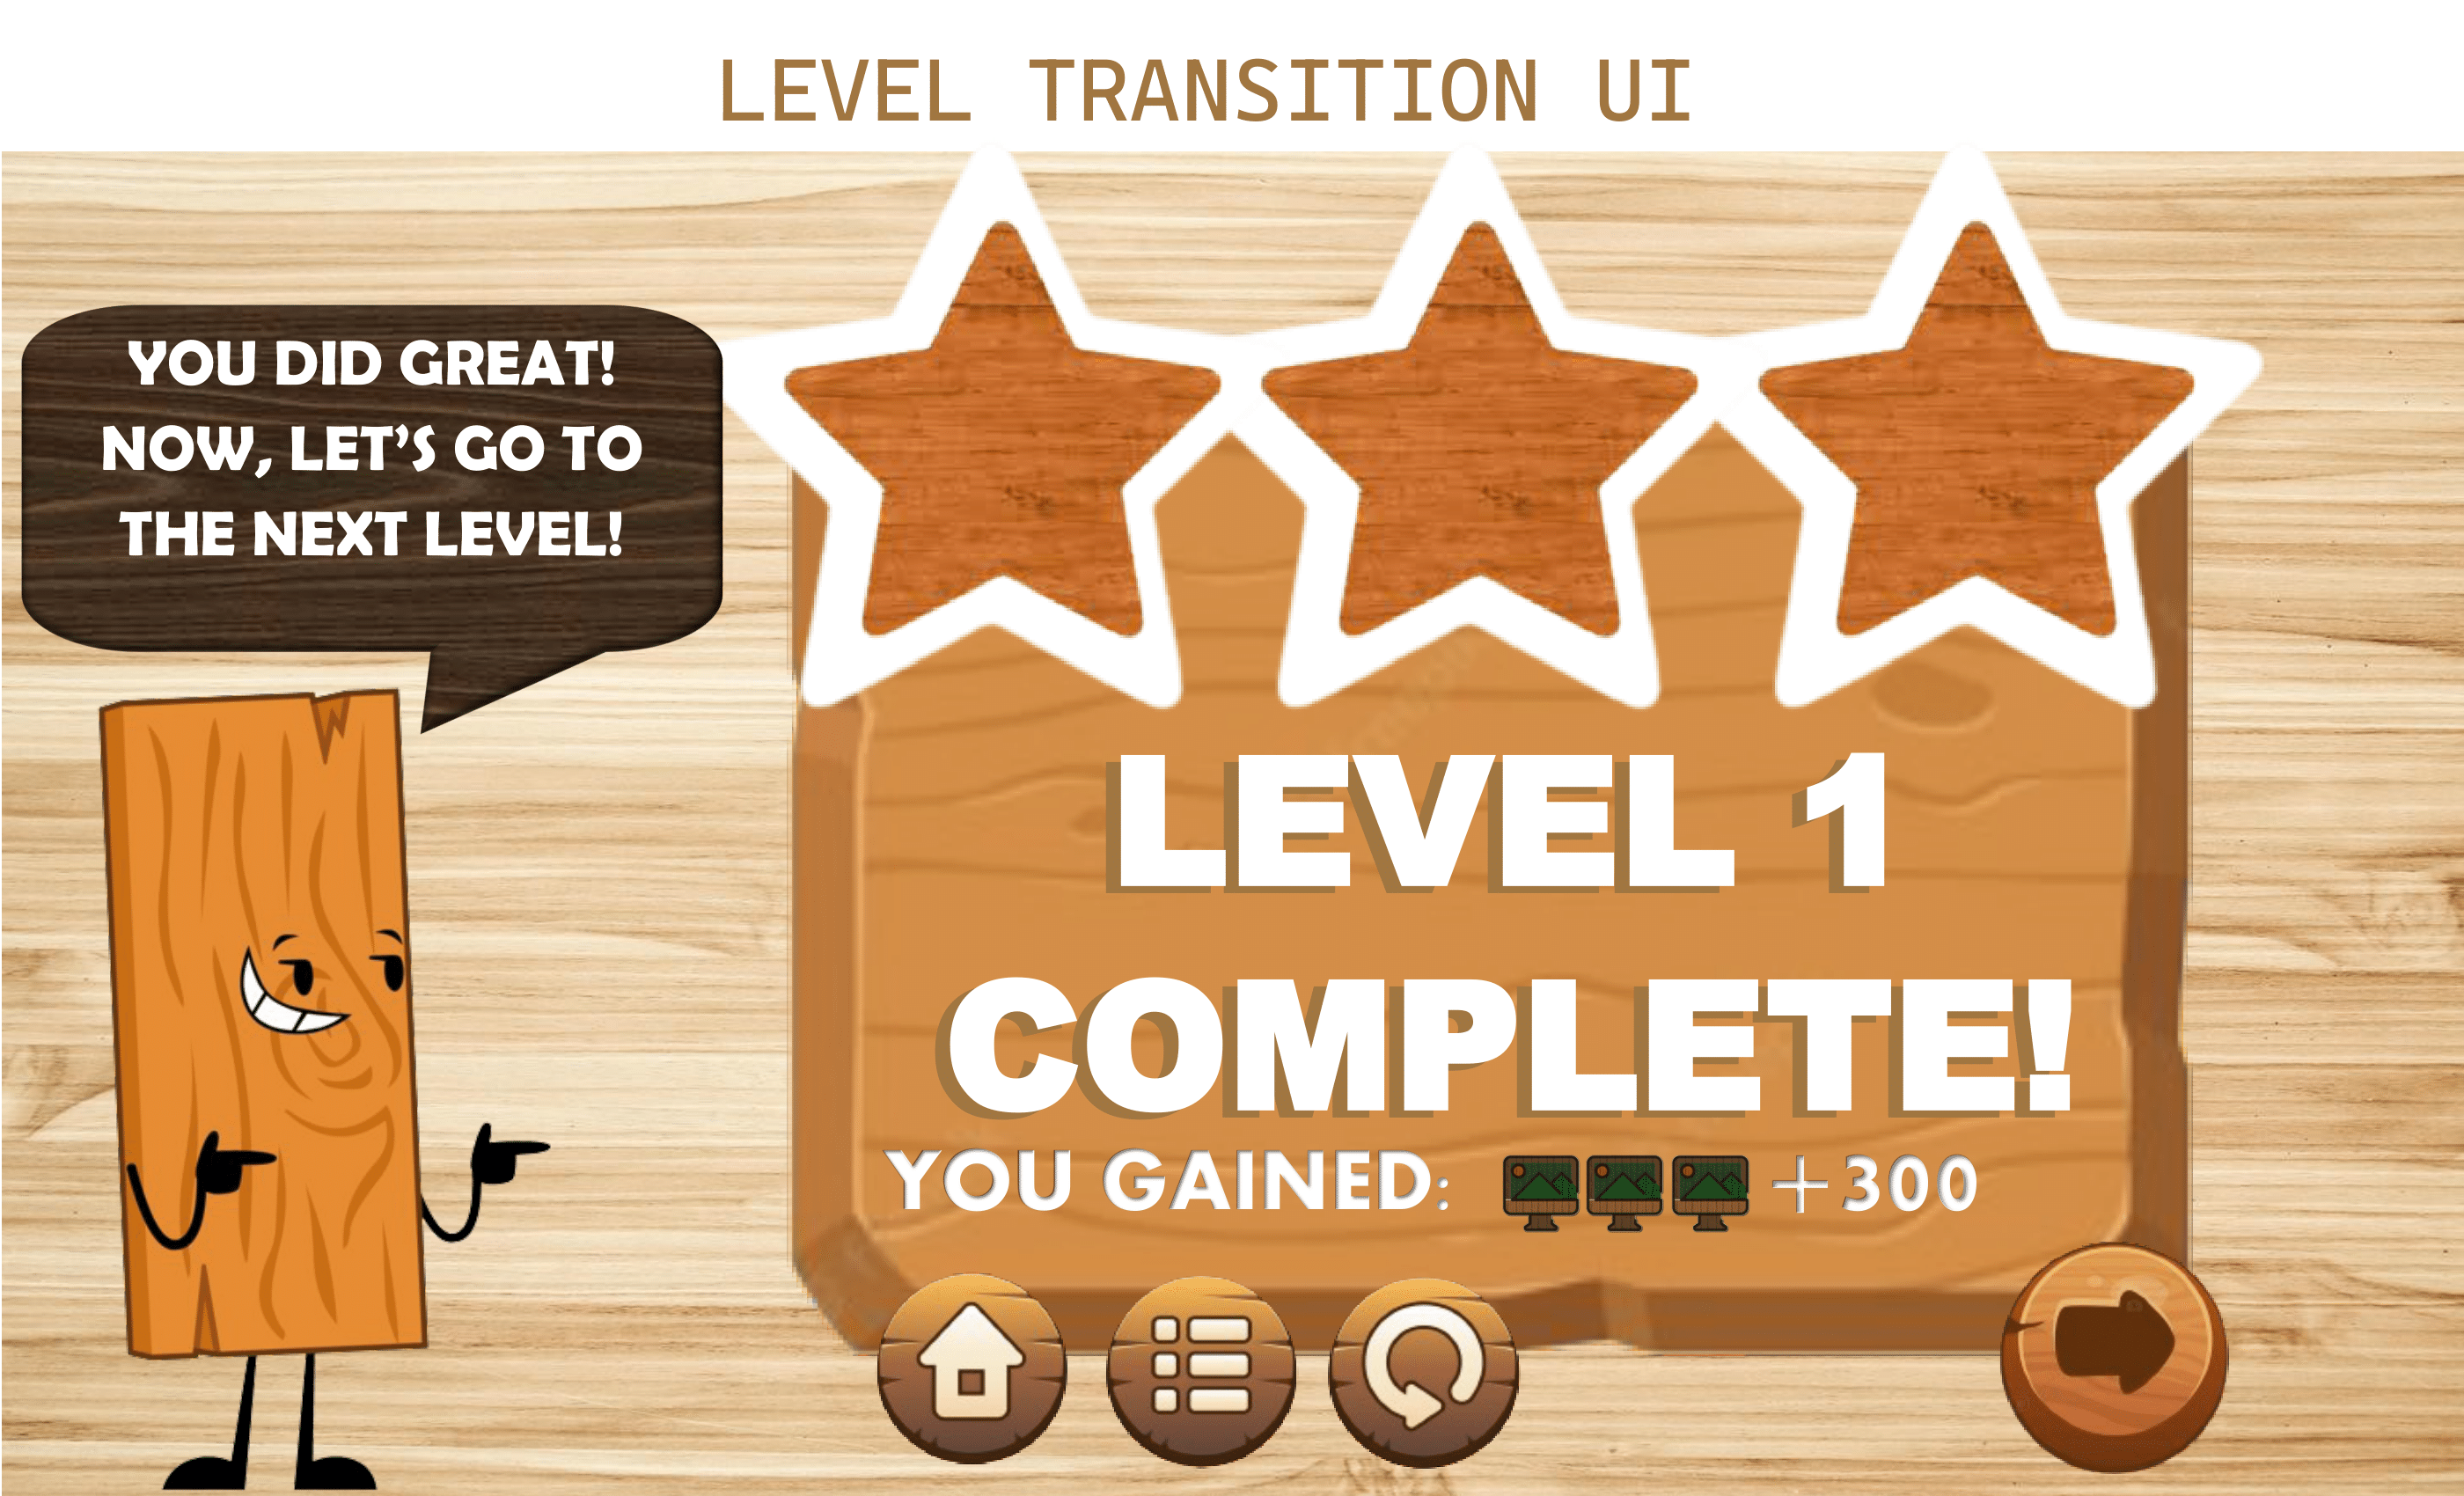 LEVEL TRANSITION UI
YOU DID GREAT!
NOW, LET'S GO TO
THE NEXT LEVEL!
LEVEL 1
COMPLETE!
YOU GAINED: +300